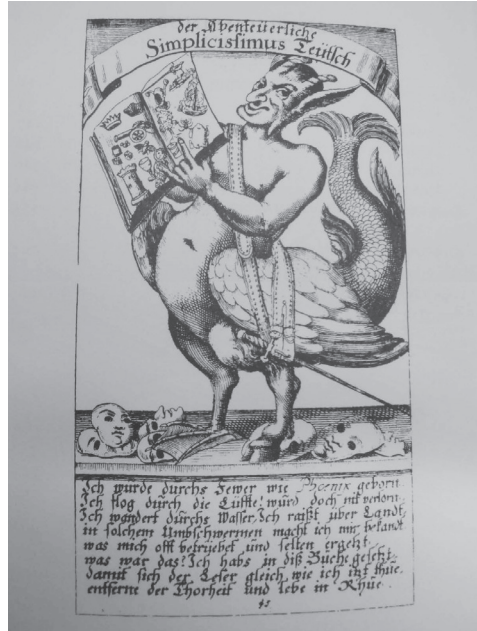 der Abenteuerliche
Simplicissimus Teutsch
Ich wurde durchs Fewer wie Phoenix geborn.
Ich flog durch die Lüffte! wurd doch nit verlorn,
Ich wandert durchs Wasser, Ich raißt über Landt,
in solchem Umbschwermen macht ich mir bekandt
was mich offt betrüebet und selten ergetzt.
was war das? Ich habs in diß Buche gesetzt,
damit sich der Leser gleich, wie ich itzt thue,
entferne der Thorheit und lebe in Rhue.